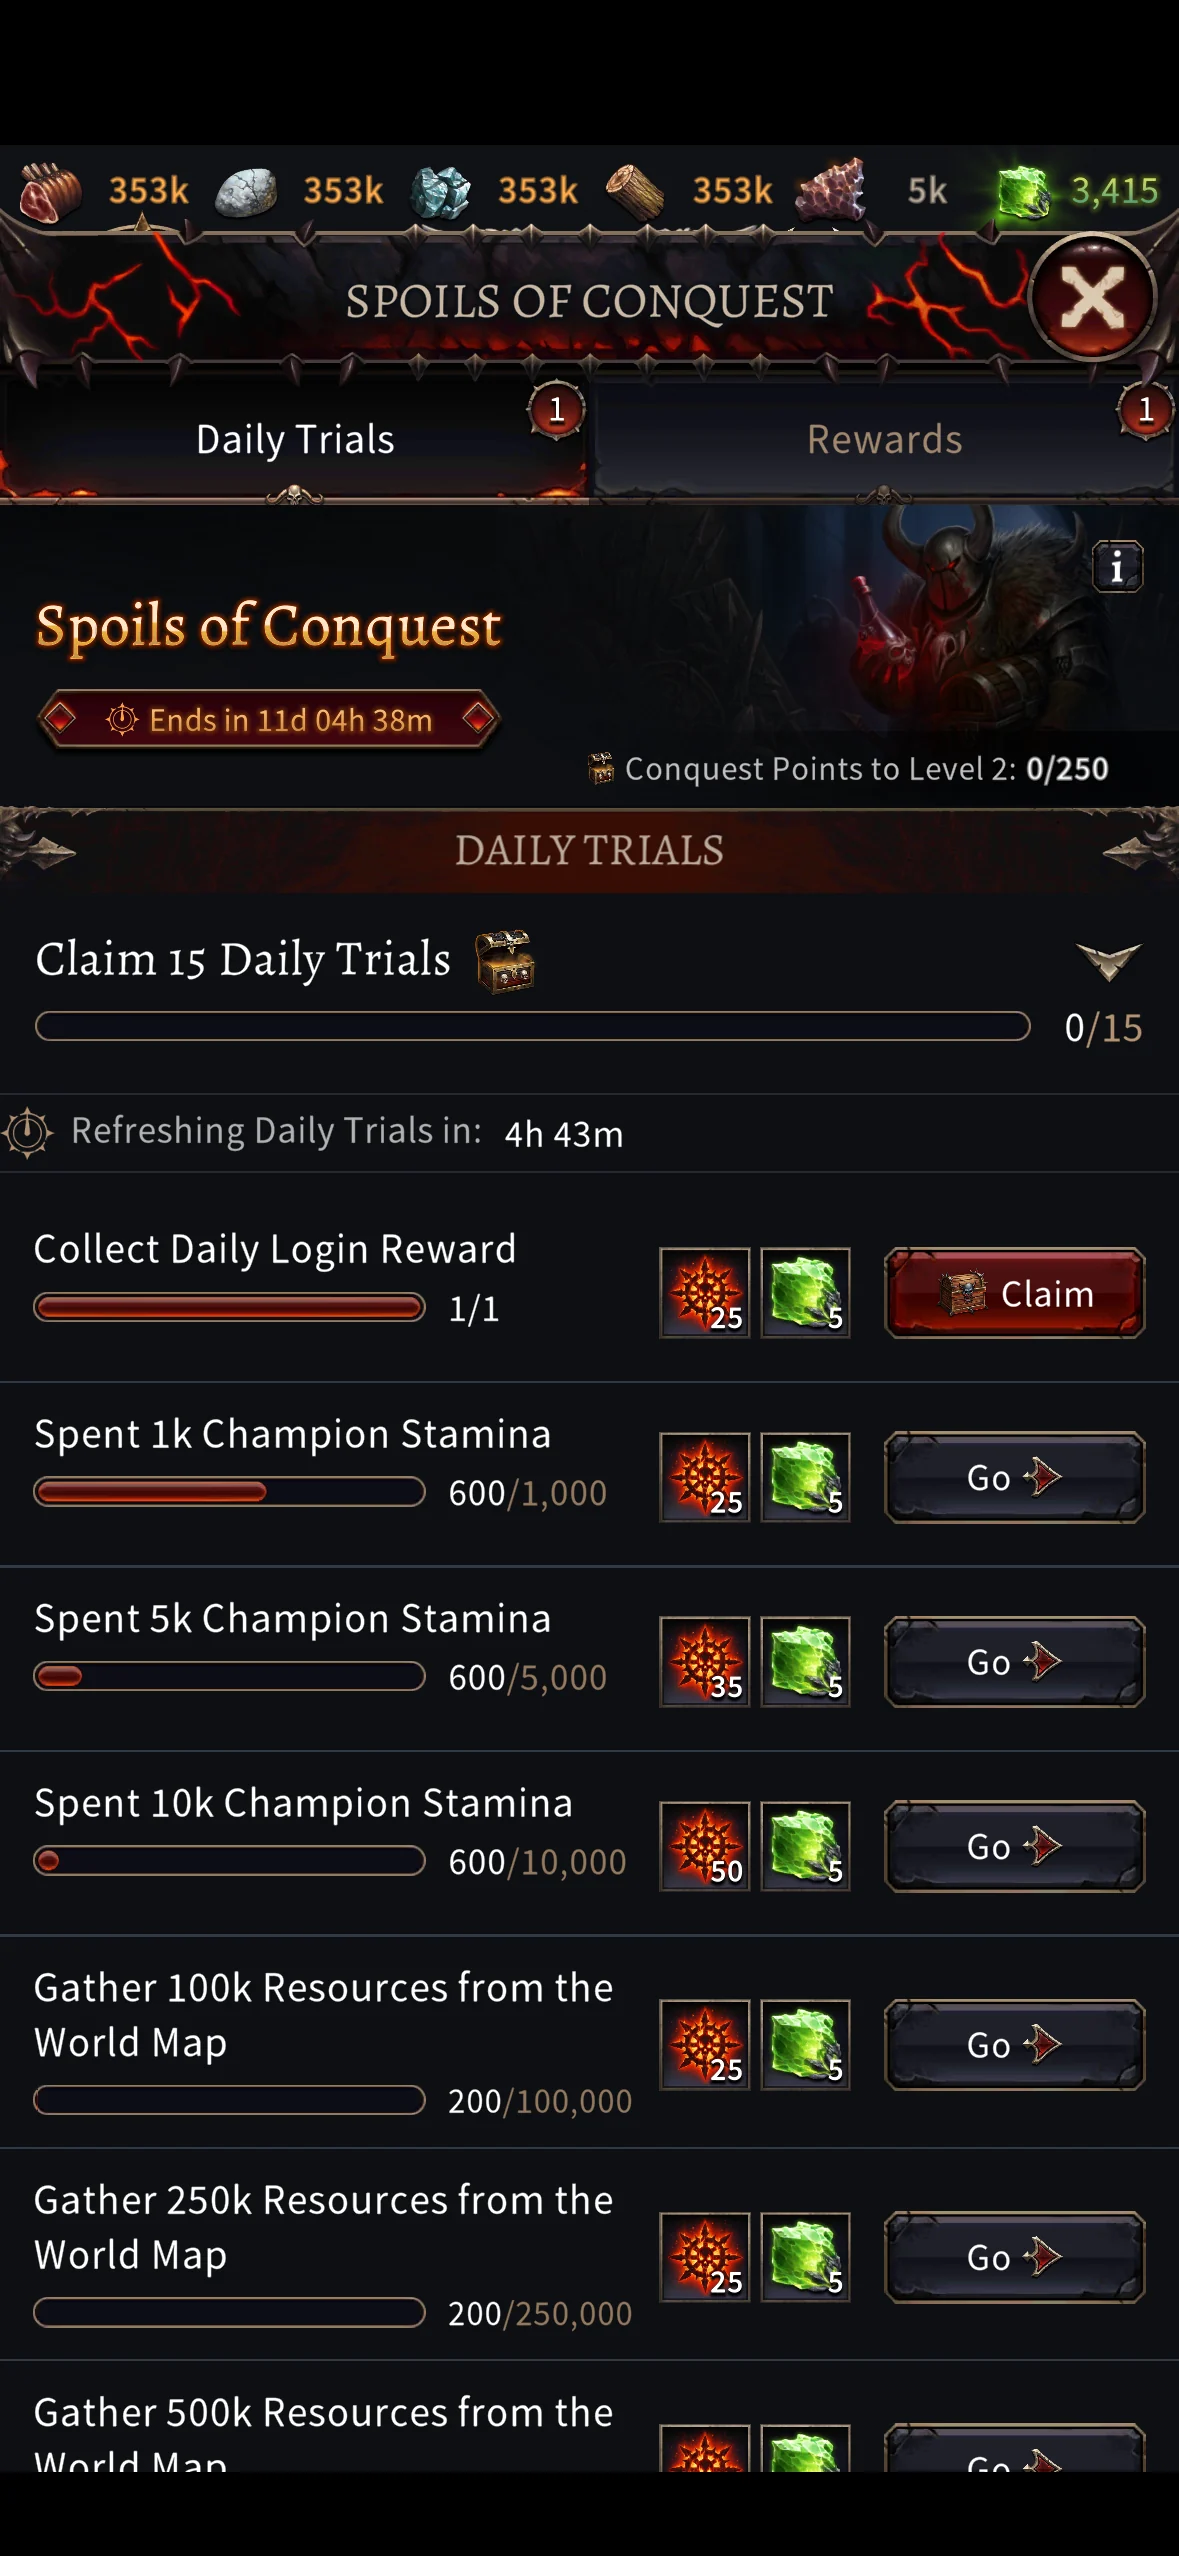 353k 353k 353k 353k 5k 3,415
SPOILS OF CONQUEST
Daily Trials 1
Rewards 1
i
Spoils of Conquest
Ends in 11d 04h 38m
Conquest Points to Level 2: 0/250
DAILY TRIALS
Claim 15 Daily Trials
0/15
Refreshing Daily Trials in: 4h 43m
Collect Daily Login Reward
1/1
25 5 Claim
Spent 1k Champion Stamina
600/1,000
25 5 Go
Spent 5k Champion Stamina
600/5,000
35 5 Go
Spent 10k Champion Stamina
600/10,000
50 5 Go
Gather 100k Resources from the
World Map
200/100,000
25 5 Go
Gather 250k Resources from the
World Map
200/250,000
25 5 Go
Gather 500k Resources from the
World Map
Go